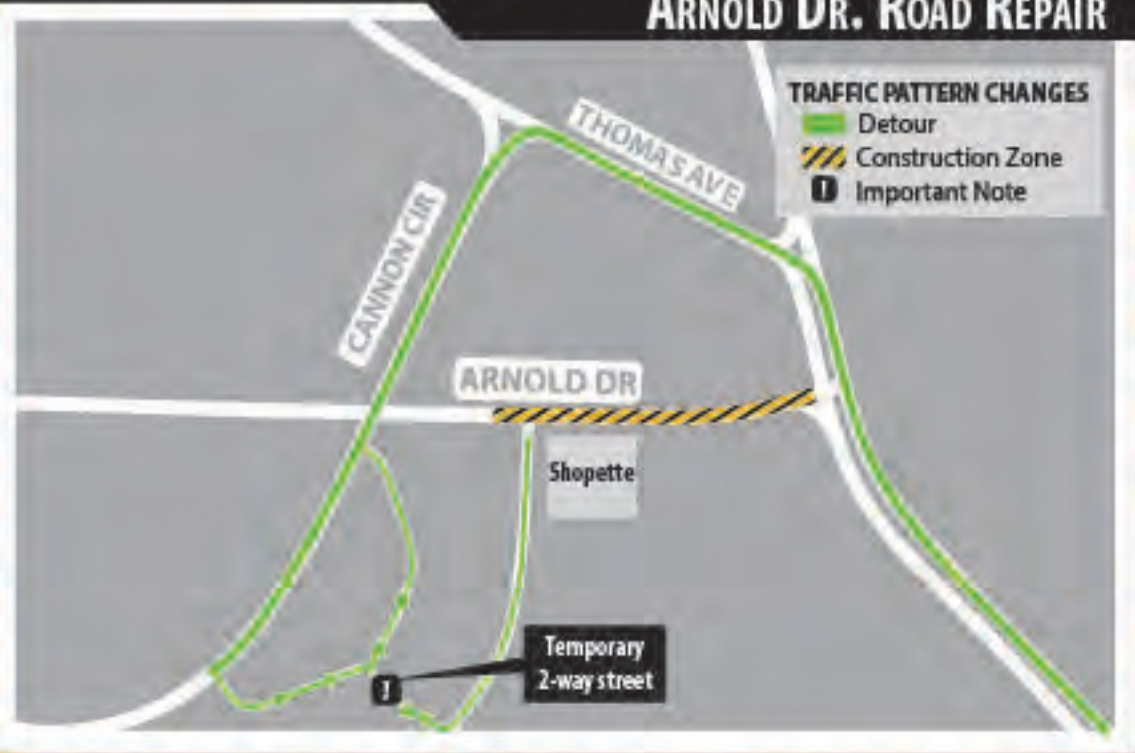 ARNOLD DR. ROAD REPAIR
TRAFFIC PATTERN CHANGES
Detour
Construction Zone
! Important Note
THOMAS AVE
CANNON CIR
ARNOLD DR
Shopette
Temporary
2-way street
!